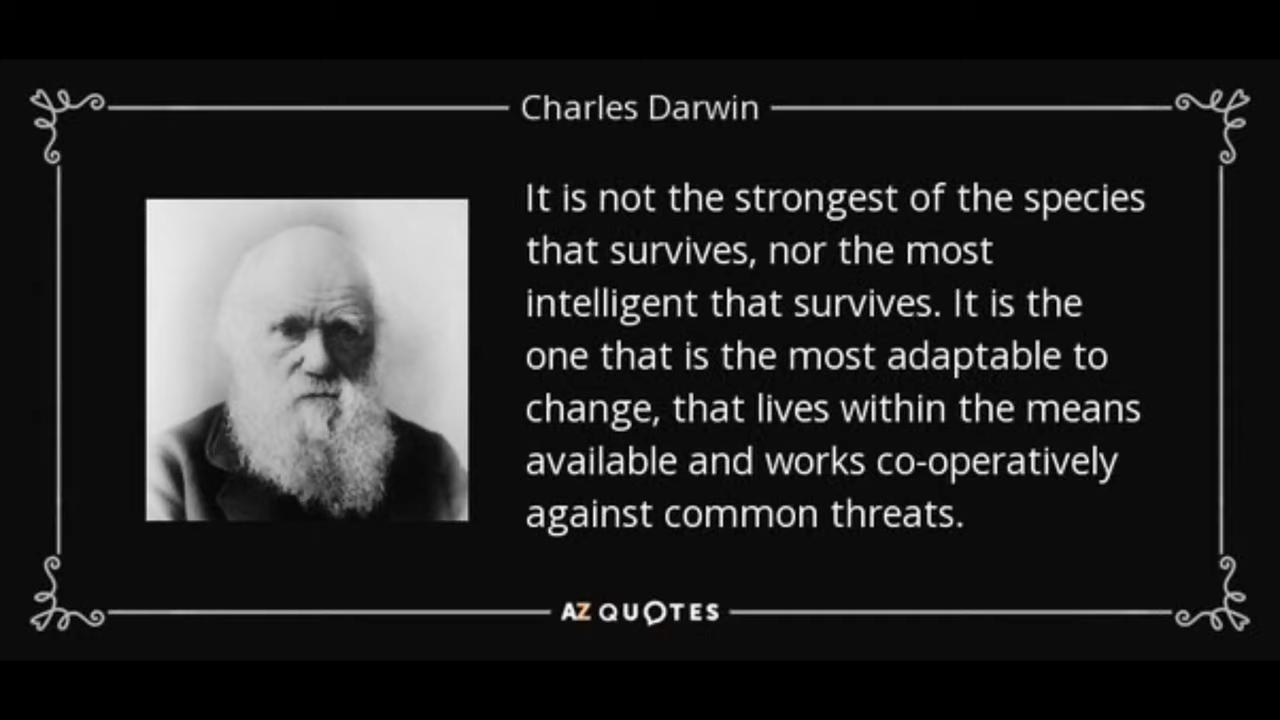 Charles Darwin
It is not the strongest of the species
that survives, nor the most
intelligent that survives. It is the
one that is the most adaptable to
change, that lives within the means
available and works co-operatively
against common threats.
AZ QUOTES